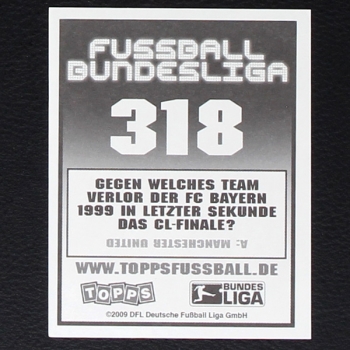 FUSSBALL
BUNDESLIGA
318
GEGEN WELCHES TEAM
VERLOR DER FC BAYERN
1999 IN LETZTER SEKUNDE
DAS CL-FINALE?
A: MANCHESTER UNITED
WWW.TOPPSFUSSBALL.DE
TOPPS
BUNDES
LIGA
©2009 DFL Deutsche Fußball Liga GmbH